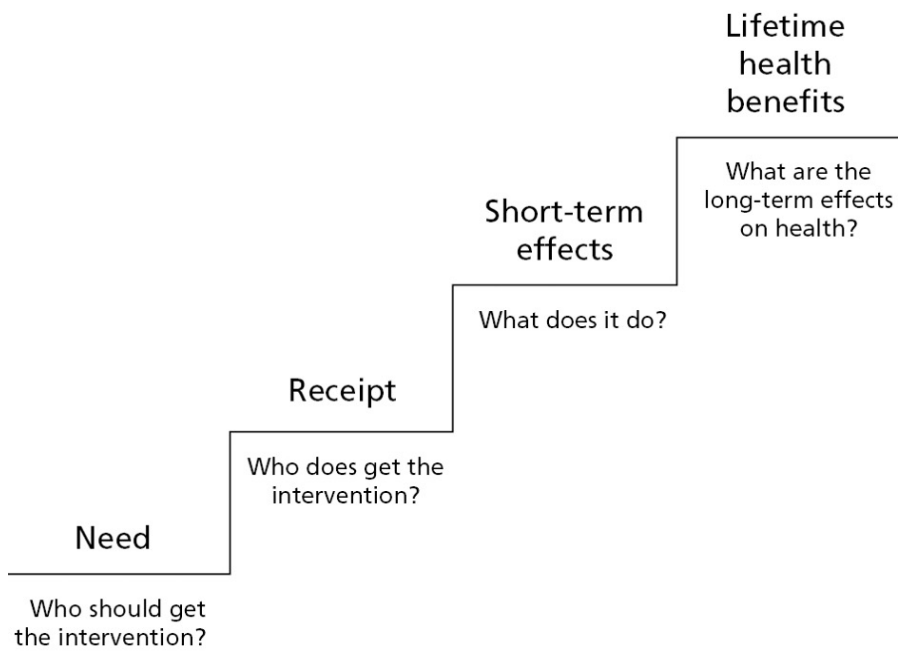 Lifetime
health
benefits
What are the
long-term effects
on health?
Short-term
effects
What does it do?
Receipt
Who does get the
intervention?
Need
Who should get
the intervention?